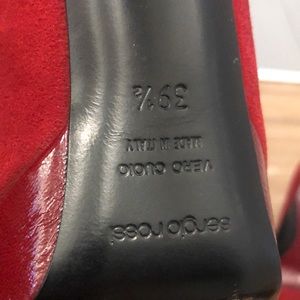 sergio rossi
VERO CUOIO
MADE IN ITALY
39½